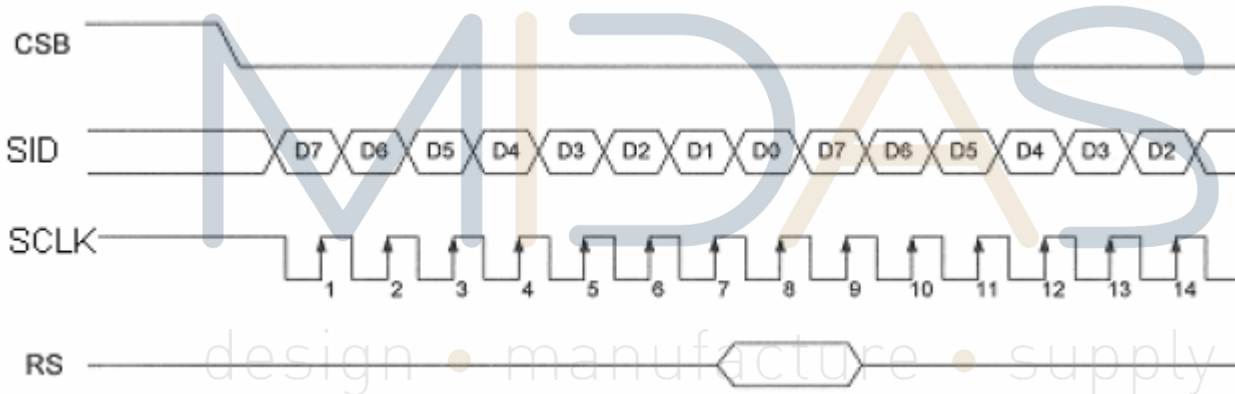 MIDAS
CSB
SID D7 D6 D5 D4 D3 D2 D1 D0 D7 D6 D5 D4 D3 D2
SCLK
1 2 3 4 5 6 7 8 9 10 11 12 13 14
RS
design • manufacture • supply